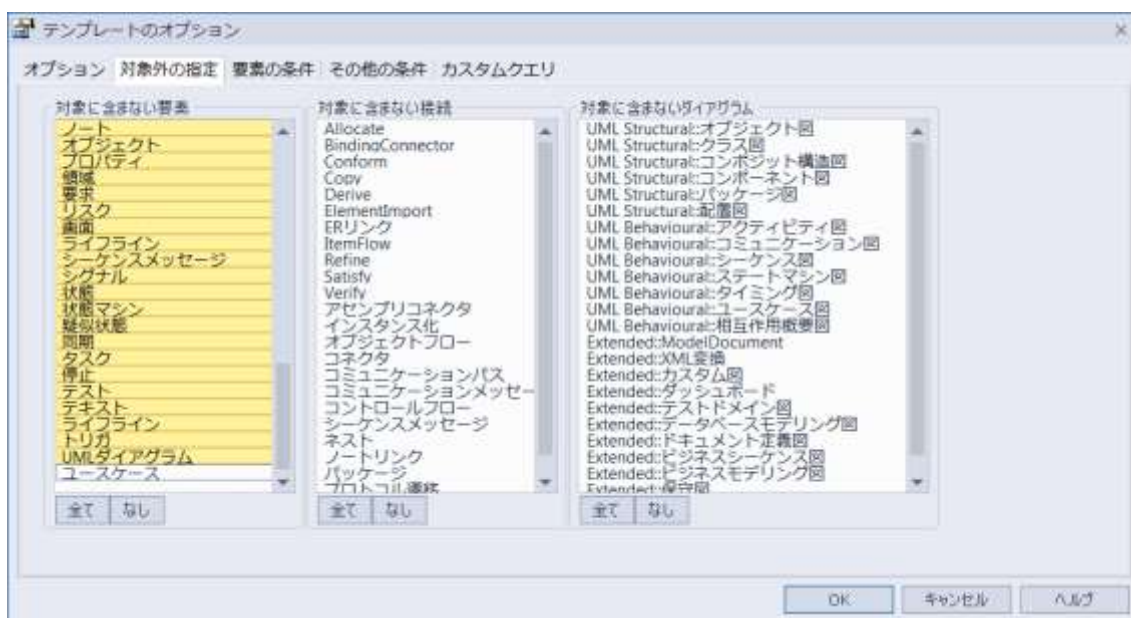 テンプレートのオプション
オプション 対象外の指定 要素の条件 その他の条件 カスタムクエリ
対象に含まない要素
ノート
オブジェクト
プロパティ
領域
要求
リスク
画面
ライフライン
シーケンスメッセージ
シグナル
状態
状態マシン
疑似状態
同期
タスク
停止
テスト
テキスト
ライフライン
トリガ
UMLダイアグラム
ユースケース
全て なし
対象に含まない接続
Allocate
BindingConnector
Conform
Copy
Derive
ElementImport
ERリンク
ItemFlow
Refine
Satisfy
Verify
アセンブリコネクタ
インスタンス化
オブジェクトフロー
コネクタ
コミュニケーションパス
コミュニケーションメッセー
コントロールフロー
シーケンスメッセージ
ネスト
ノートリンク
パッケージ
プロトコル遷移
全て なし
対象に含まないダイアグラム
UML Structural::オブジェクト図
UML Structural::クラス図
UML Structural::コンポジット構造図
UML Structural::コンポーネント図
UML Structural::パッケージ図
UML Structural::配置図
UML Behavioural::アクティビティ図
UML Behavioural::コミュニケーション図
UML Behavioural::シーケンス図
UML Behavioural::ステートマシン図
UML Behavioural::タイミング図
UML Behavioural::ユースケース図
UML Behavioural::相互作用概要図
Extended::ModelDocument
Extended::XML変換
Extended::カスタム図
Extended::ダッシュボード
Extended::テストドメイン図
Extended::データベースモデリング図
Extended::ドキュメント定義図
Extended::ビジネスシーケンス図
Extended::ビジネスモデリング図
Extended::保守図
全て なし
OK キャンセル ヘルプ